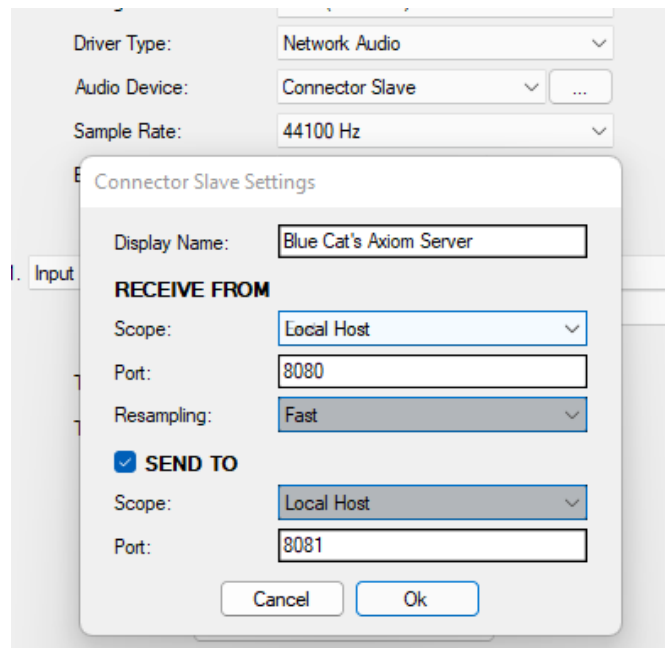 Driver Type: Network Audio
Audio Device: Connector Slave ...
Sample Rate: 44100 Hz
Connector Slave Settings
Display Name: Blue Cat's Axiom Server
Input
RECEIVE FROM
Scope: Local Host
Port: 8080
Resampling: Fast
SEND TO
Scope: Local Host
Port: 8081
Cancel Ok